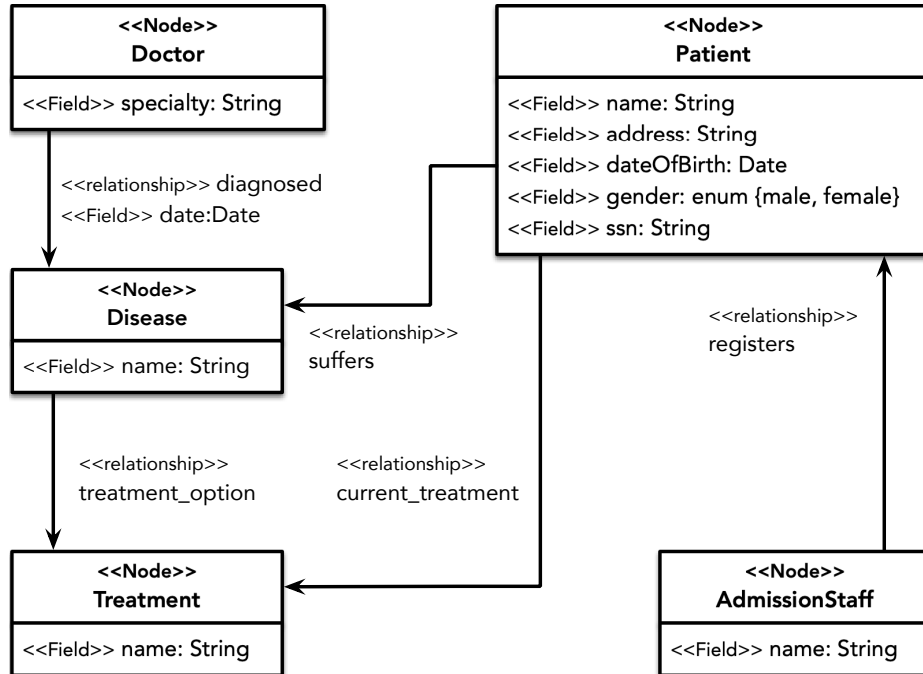 <<Node>>
Doctor
<<Field>> specialty: String
<<Node>>
Patient
<<Field>> name: String
<<Field>> address: String
<<Field>> dateOfBirth: Date
<<Field>> gender: enum {male, female}
<<Field>> ssn: String
<<relationship>> diagnosed
<<Field>> date:Date
<<Node>>
Disease
<<Field>> name: String
<<relationship>>
suffers
<<relationship>>
registers
<<relationship>>
treatment_option
<<relationship>>
current_treatment
<<Node>>
Treatment
<<Field>> name: String
<<Node>>
AdmissionStaff
<<Field>> name: String